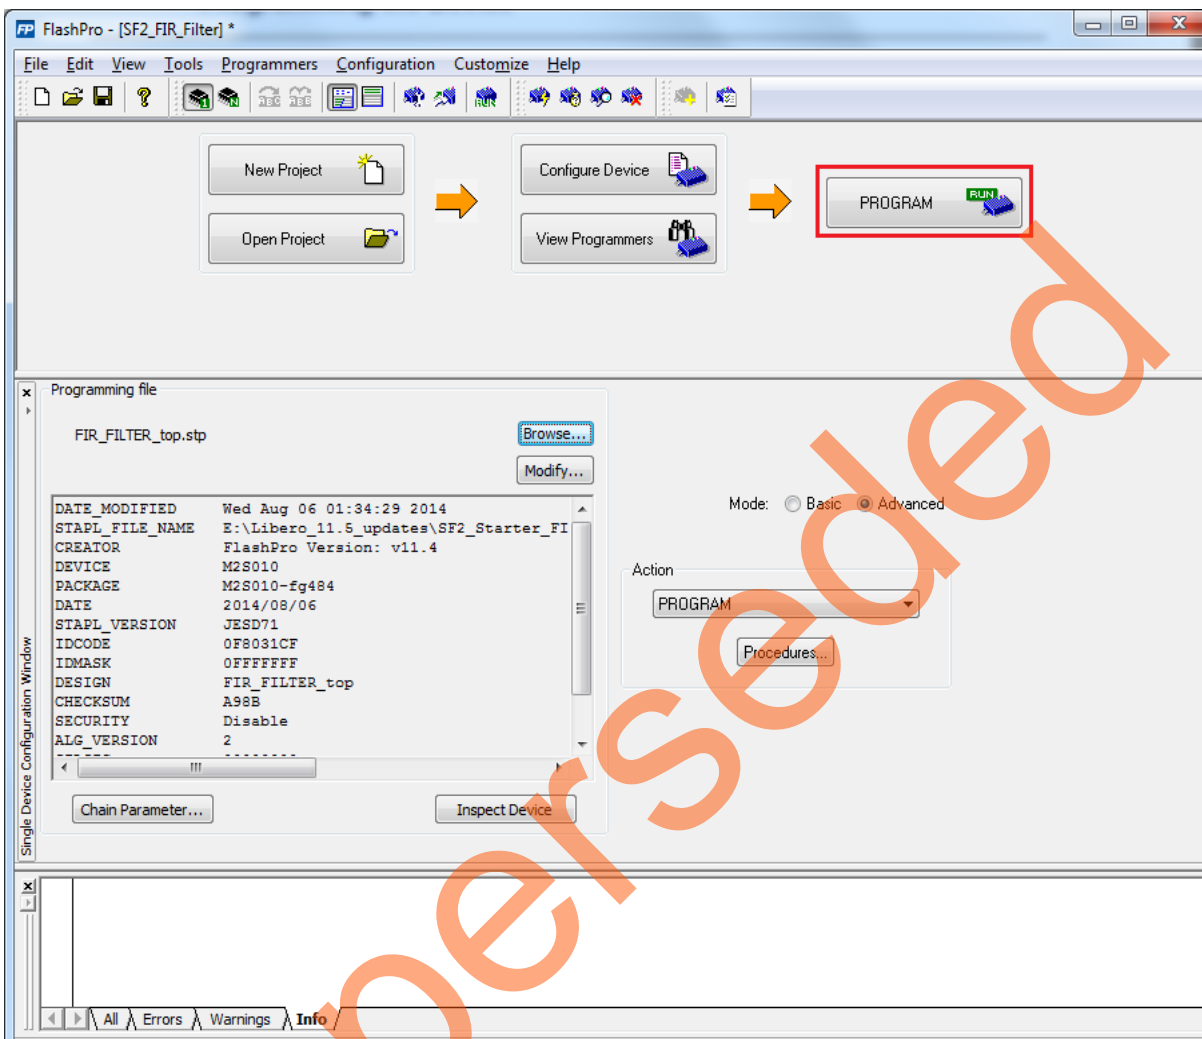 FlashPro - [SF2_FIR_Filter] *
File Edit View Tools Programmers Configuration Customize Help
New Project
Configure Device
PROGRAM
RUN
Open Project
View Programmers
Programming file
FIR_FILTER_top.stp
Browse...
Modify...
DATE_MODIFIED Wed Aug 06 01:34:29 2014
STAPL_FILE_NAME E:\Libero_11.5_updates\SF2_Starter_FI
CREATOR FlashPro Version: v11.4
DEVICE M2S010
PACKAGE M2S010-fg484
DATE 2014/08/06
STAPL_VERSION JESD71
IDCODE 0F8031CF
IDMASK 0FFFFFFF
DESIGN FIR_FILTER_top
CHECKSUM A98B
SECURITY Disable
ALG_VERSION 2
Chain Parameter...
Inspect Device
Mode: Basic Advanced
Action
PROGRAM
Procedures...
Single Device Configuration Window
All Errors Warnings Info
perseded